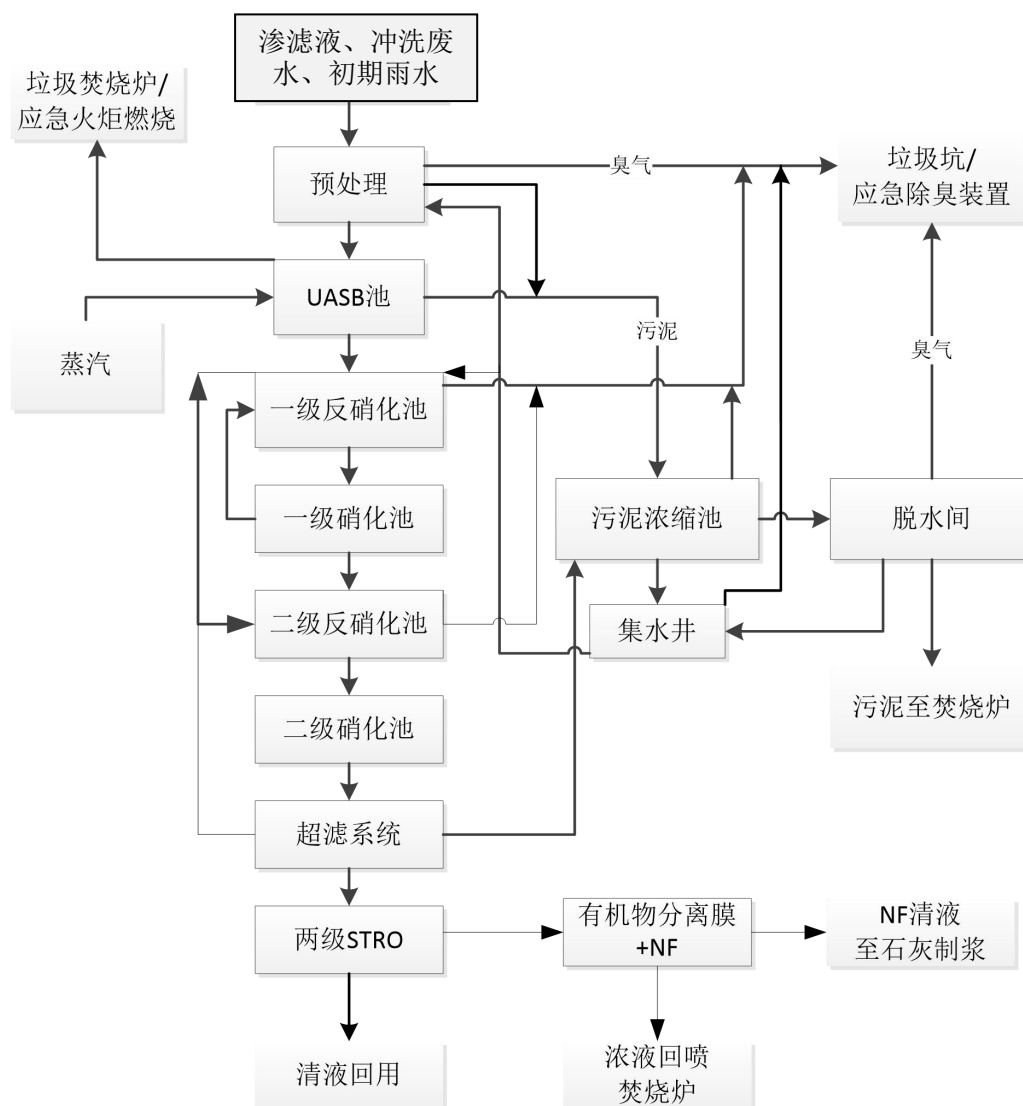 渗滤液、冲洗废
水、初期雨水
垃圾焚烧炉/
应急火炬燃烧
预处理
臭气
垃圾坑/
应急除臭装置
UASB池
污泥
蒸汽
臭气
一级反硝化池
一级硝化池
污泥浓缩池
脱水间
二级反硝化池
集水井
二级硝化池
污泥至焚烧炉
超滤系统
两级STRO
有机物分离膜
+NF
NF清液
至石灰制浆
清液回用
浓液回喷
焚烧炉